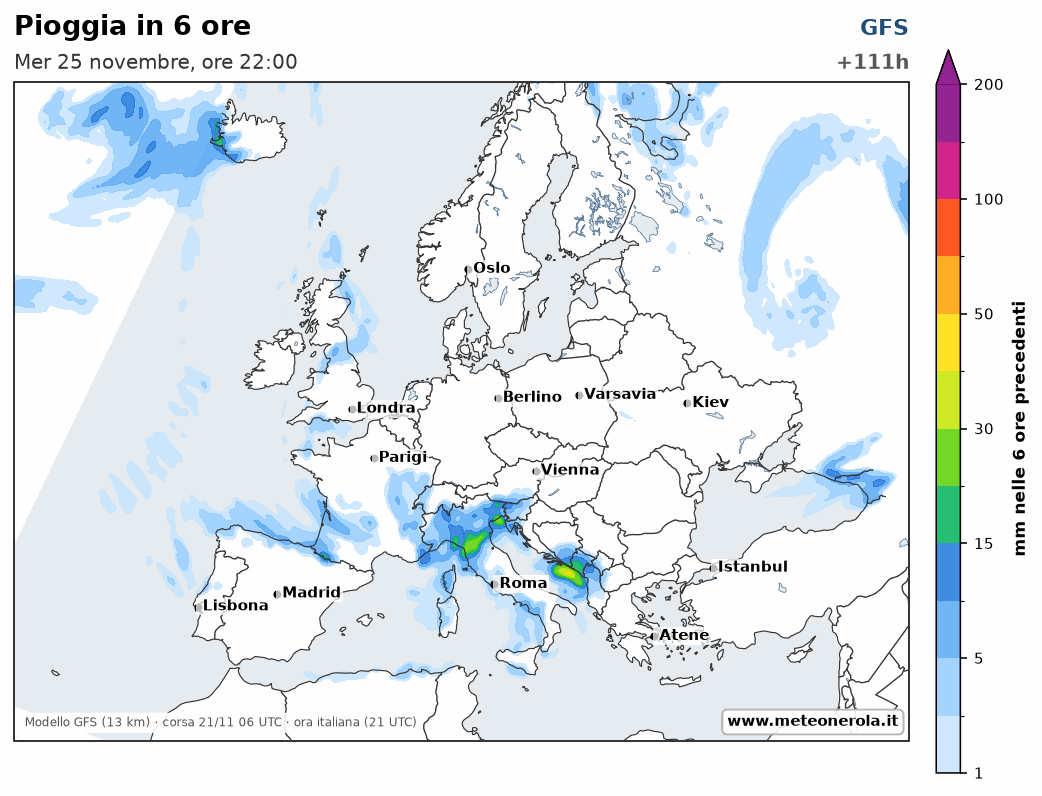 Pioggia in 6 ore
GFS
Mer 25 novembre, ore 22:00
+111h
200
100
50
30
15
5
1
mm nelle 6 ore precedenti
Oslo
Berlino
Varsavia
Kiev
Londra
Parigi
Vienna
Istanbul
Roma
Madrid
Lisbona
Atene
Modello GFS (13 km) · corsa 21/11 06 UTC · ora italiana (21 UTC)
www.meteonerola.it